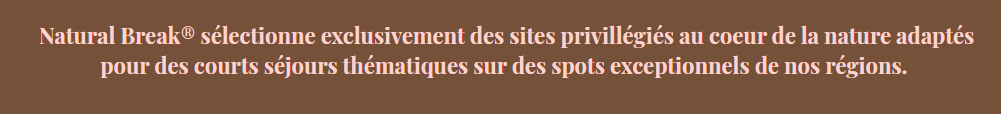 Natural Break® sélectionne exclusivement des sites privillégiés au coeur de la nature adaptés
pour des courts séjours thématiques sur des spots exceptionnels de nos régions.